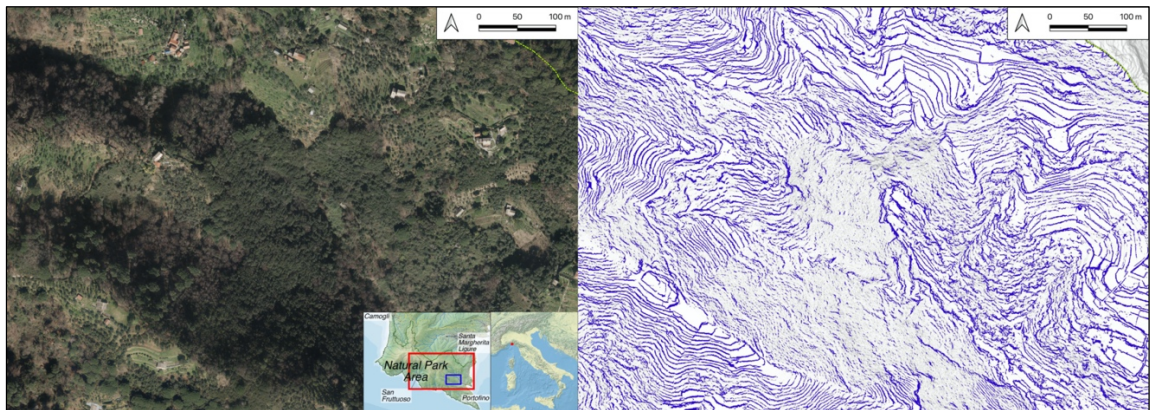 0 50 100 m
0 50 100 m
Camogli
Santa
Margherita
Ligure
Natural Park
Area
San
Fruttuoso
Portofino